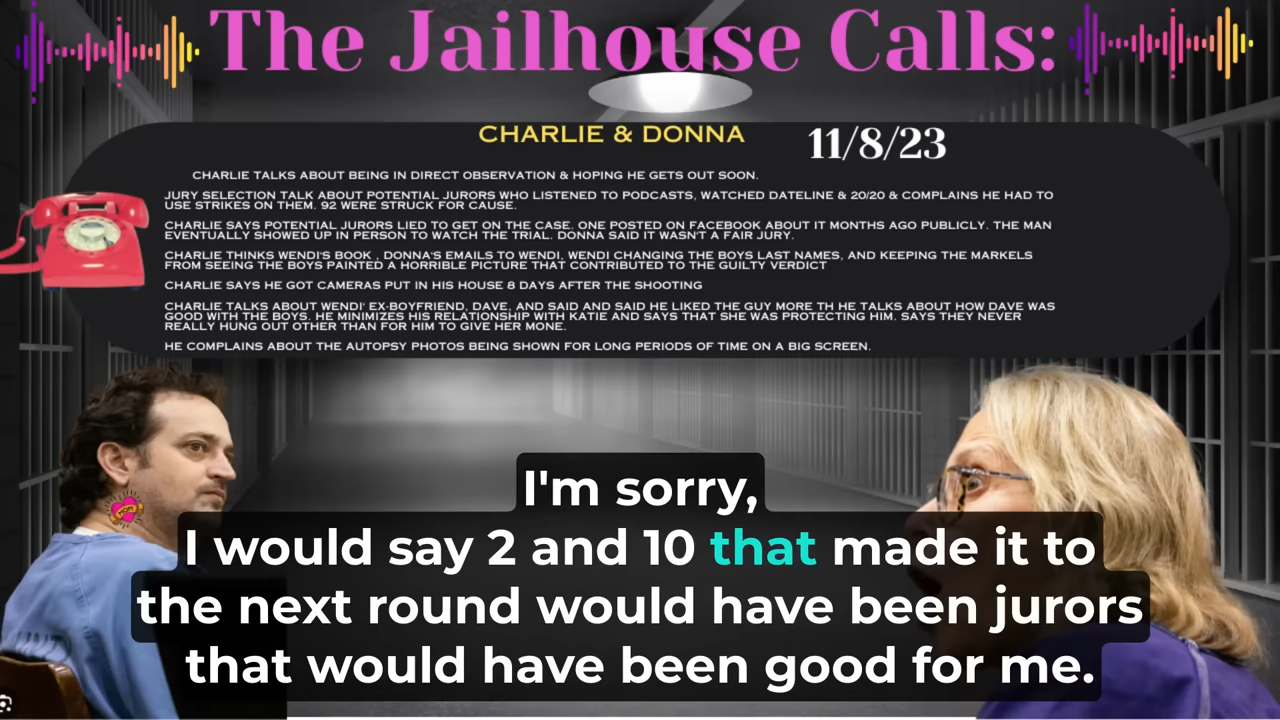 The Jailhouse Calls:
CHARLIE & DONNA 11/8/23
CHARLIE TALKS ABOUT BEING IN DIRECT OBSERVATION & HOPING HE GETS OUT SOON.
JURY SELECTION TALK ABOUT POTENTIAL JURORS WHO LISTENED TO PODCASTS, WATCHED DATELINE & 20/20 & COMPLAINS HE HAD TO
USE STRIKES ON THEM. 92 WERE STRUCK FOR CAUSE.
CHARLIE SAYS POTENTIAL JURORS LIED TO GET ON THE CASE. ONE POSTED ON FACEBOOK ABOUT IT MONTHS AGO PUBLICLY. THE MAN
EVENTUALLY SHOWED UP IN PERSON TO WATCH THE TRIAL. DONNA SAID IT WASN'T A FAIR JURY.
CHARLIE THINKS WENDI'S BOOK , DONNA'S EMAILS TO WENDI, WENDI CHANGING THE BOYS LAST NAMES, AND KEEPING THE MARKELS
FROM SEEING THE BOYS PAINTED A HORRIBLE PICTURE THAT CONTRIBUTED TO THE GUILTY VERDICT
CHARLIE SAYS HE GOT CAMERAS PUT IN HIS HOUSE 8 DAYS AFTER THE SHOOTING
CHARLIE TALKS ABOUT WENDI' EX-BOYFRIEND, DAVE, AND SAID AND SAID HE LIKED THE GUY MORE TH HE TALKS ABOUT HOW DAVE WAS
GOOD WITH THE BOYS. HE MINIMIZES HIS RELATIONSHIP WITH KATIE AND SAYS THAT SHE WAS PROTECTING HIM. SAYS THEY NEVER
REALLY HUNG OUT OTHER THAN FOR HIM TO GIVE HER MONE.
HE COMPLAINS ABOUT THE AUTOPSY PHOTOS BEING SHOWN FOR LONG PERIODS OF TIME ON A BIG SCREEN.
MOM
I'm sorry,
I would say 2 and 10 that made it to
the next round would have been jurors
that would have been good for me.